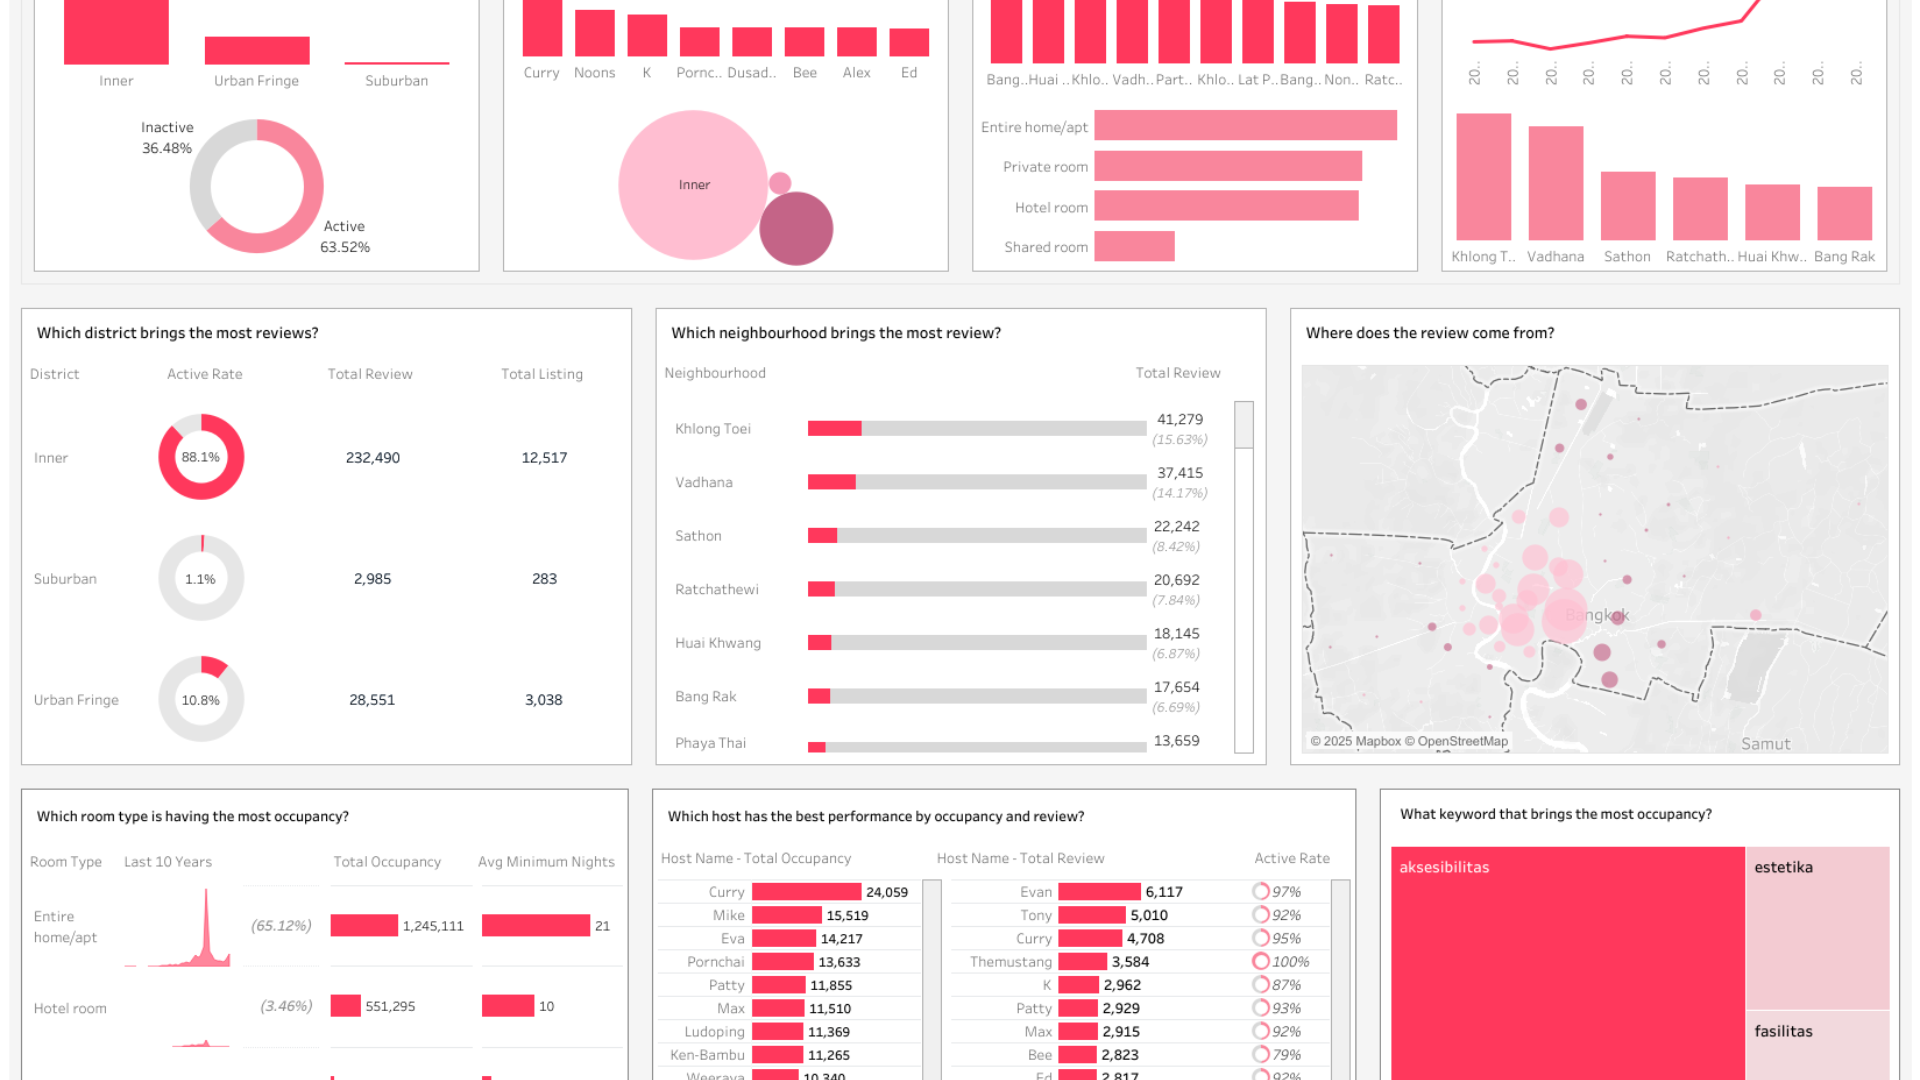 Inner Urban Fringe Suburban
Inactive
36.48%
Active
63.52%
Curry Noons K Pornc.. Dusad.. Bee Alex Ed
Inner
Bang.. Huai .. Khlo.. Vadh.. Part.. Khlo.. Lat P.. Bang.. Non.. Ratc..
Entire home/apt
Private room
Hotel room
Shared room
20.. 20.. 20.. 20.. 20.. 20.. 20.. 20.. 20.. 20.. 20..
Khlong T.. Vadhana Sathon Ratchath.. Huai Khw.. Bang Rak
Which district brings the most reviews?
District Active Rate Total Review Total Listing
Inner 88.1% 232,490 12,517
Suburban 1.1% 2,985 283
Urban Fringe 10.8% 28,551 3,038
Which neighbourhood brings the most review?
Neighbourhood Total Review
Khlong Toei 41,279
(15.63%)
Vadhana 37,415
(14.17%)
Sathon 22,242
(8.42%)
Ratchathewi 20,692
(7.84%)
Huai Khwang 18,145
(6.87%)
Bang Rak 17,654
(6.69%)
Phaya Thai 13,659
Where does the review come from?
Bangkok
Samut
© 2025 Mapbox © OpenStreetMap
Which room type is having the most occupancy?
Room Type Last 10 Years Total Occupancy Avg Minimum Nights
Entire
home/apt (65.12%) 1,245,111 21
Hotel room (3.46%) 551,295 10
Which host has the best performance by occupancy and review?
Host Name - Total Occupancy Host Name - Total Review Active Rate
Curry 24,059 Evan 6,117 97%
Mike 15,519 Tony 5,010 92%
Eva 14,217 Curry 4,708 95%
Pornchai 13,633 Themustang 3,584 100%
Patty 11,855 K 2,962 87%
Max 11,510 Patty 2,929 93%
Ludoping 11,369 Max 2,915 92%
Ken-Bambu 11,265 Bee 2,823 79%
Weeraya 10,340 Ed 2,817 92%
What keyword that brings the most occupancy?
aksesibilitas
estetika
fasilitas